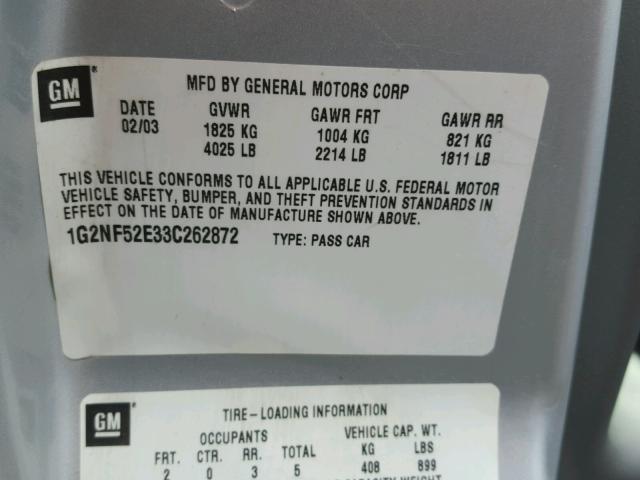 GM
MFD BY GENERAL MOTORS CORP
DATE GVWR GAWR FRT GAWR RR
02/03 1825 KG 1004 KG 821 KG
4025 LB 2214 LB 1811 LB
THIS VEHICLE CONFORMS TO ALL APPLICABLE U.S. FEDERAL MOTOR
VEHICLE SAFETY, BUMPER, AND THEFT PREVENTION STANDARDS IN
EFFECT ON THE DATE OF MANUFACTURE SHOWN ABOVE.
1G2NF52E33C262872 TYPE: PASS CAR
GM
TIRE-LOADING INFORMATION
OCCUPANTS VEHICLE CAP. WT.
FRT. CTR. RR. TOTAL KG LBS
2 0 3 5 408 899